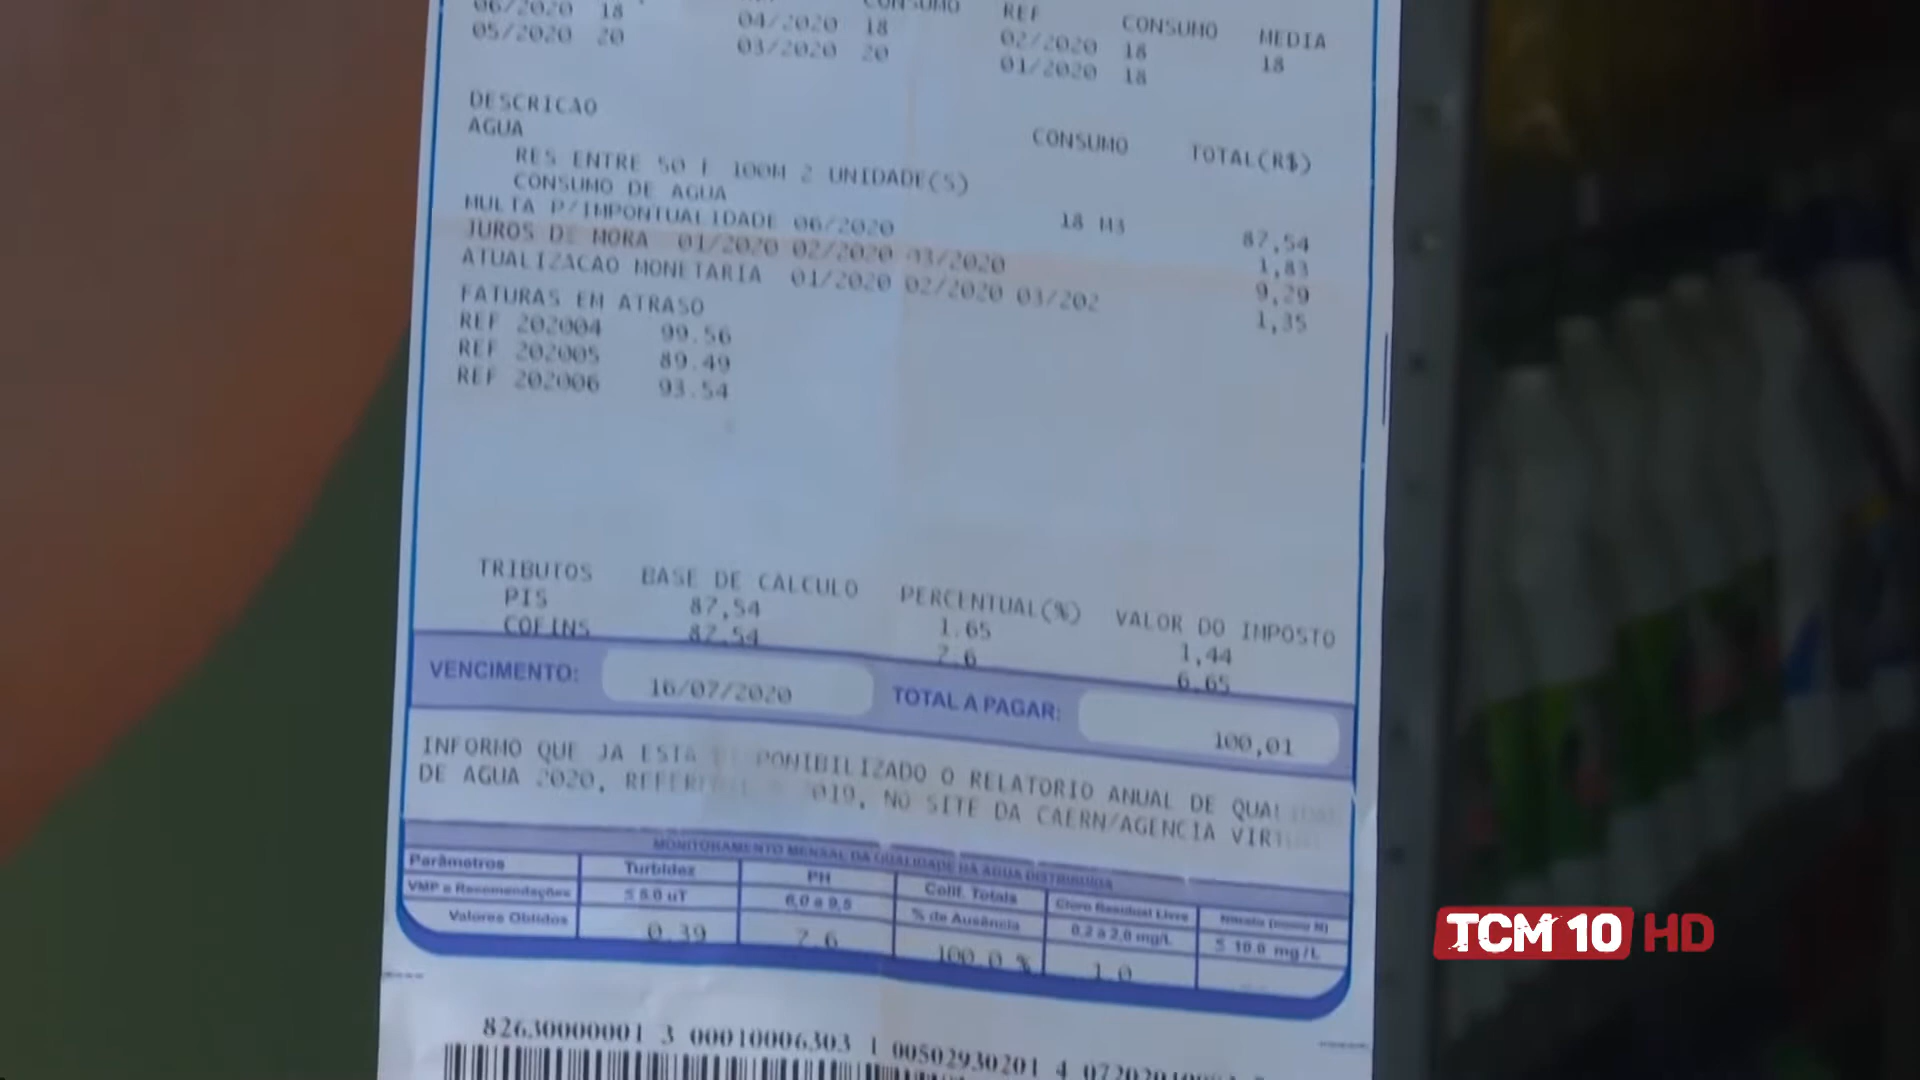 06/2020 18 04/2020 18 CONSUMO REF CONSUMO MEDIA
05/2020 20 03/2020 20 02/2020 18 18
01/2020 18
DESCRICAO CONSUMO TOTAL(R$)
AGUA
RES ENTRE 50 E 100M 2 UNIDADE(S)
CONSUMO DE AGUA 18 M3 87,54
MULTA P/IMPONTUALIDADE 06/2020 1,83
JUROS DE MORA 01/2020 02/2020 03/2020 9,29
ATUALIZACAO MONETARIA 01/2020 02/2020 03/202 1,35
FATURAS EM ATRASO
REF 202004 99.56
REF 202005 89.49
REF 202006 93.54
TRIBUTOS BASE DE CALCULO PERCENTUAL(%) VALOR DO IMPOSTO
PIS 87,54 1.65 1,44
COFINS 87,54 7.6 6,65
VENCIMENTO: 16/07/2020 TOTAL A PAGAR: 100,01
INFORMO QUE JA ESTA PONIBILIZADO O RELATORIO ANUAL DE
DE AGUA 2020, 019, NO SITE DA CAERN/AGENCIA
MONITORAMENTO MENSAL DA QUALIDADE DA AGUA DISTRIBUIDA
Parâmetros Turbidez PH Colif. Totais Cloro Residual Livre
VMP e Recomendações ≤ 5.0 uT 6,0 a 9,5 % de Ausência 0.2 a 2,0 mg/L ≤ 10.0 mg/L
Valores Obtidos 0.39 7.6 100.0 % 1.0
82630000001 3 00010006303 1 00502930201 4
TCM 10 HD